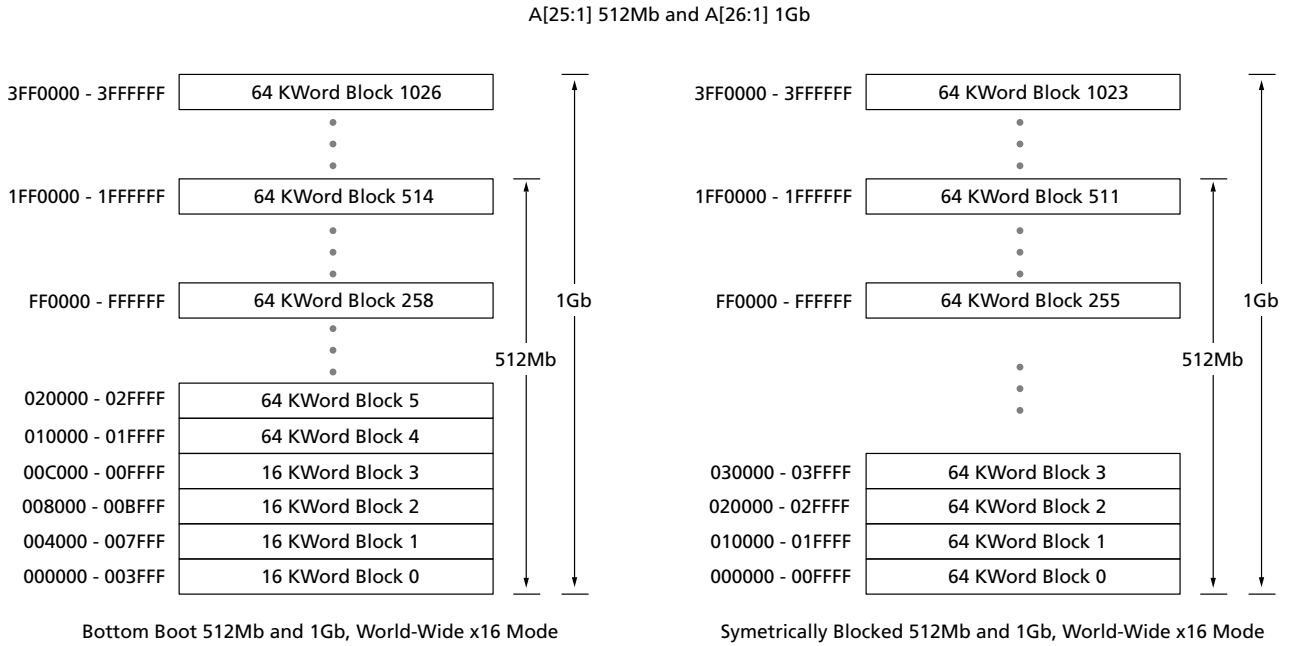 A[25:1] 512Mb and A[26:1] 1Gb
3FF0000 - 3FFFFFF 64 KWord Block 1026
1FF0000 - 1FFFFFF 64 KWord Block 514
FF0000 - FFFFFF 64 KWord Block 258
1Gb
512Mb
020000 - 02FFFF 64 KWord Block 5
010000 - 01FFFF 64 KWord Block 4
00C000 - 00FFFF 16 KWord Block 3
008000 - 00BFFF 16 KWord Block 2
004000 - 007FFF 16 KWord Block 1
000000 - 003FFF 16 KWord Block 0
Bottom Boot 512Mb and 1Gb, World-Wide x16 Mode
3FF0000 - 3FFFFFF 64 KWord Block 1023
1FF0000 - 1FFFFFF 64 KWord Block 511
FF0000 - FFFFFF 64 KWord Block 255
1Gb
512Mb
030000 - 03FFFF 64 KWord Block 3
020000 - 02FFFF 64 KWord Block 2
010000 - 01FFFF 64 KWord Block 1
000000 - 00FFFF 64 KWord Block 0
Symetrically Blocked 512Mb and 1Gb, World-Wide x16 Mode